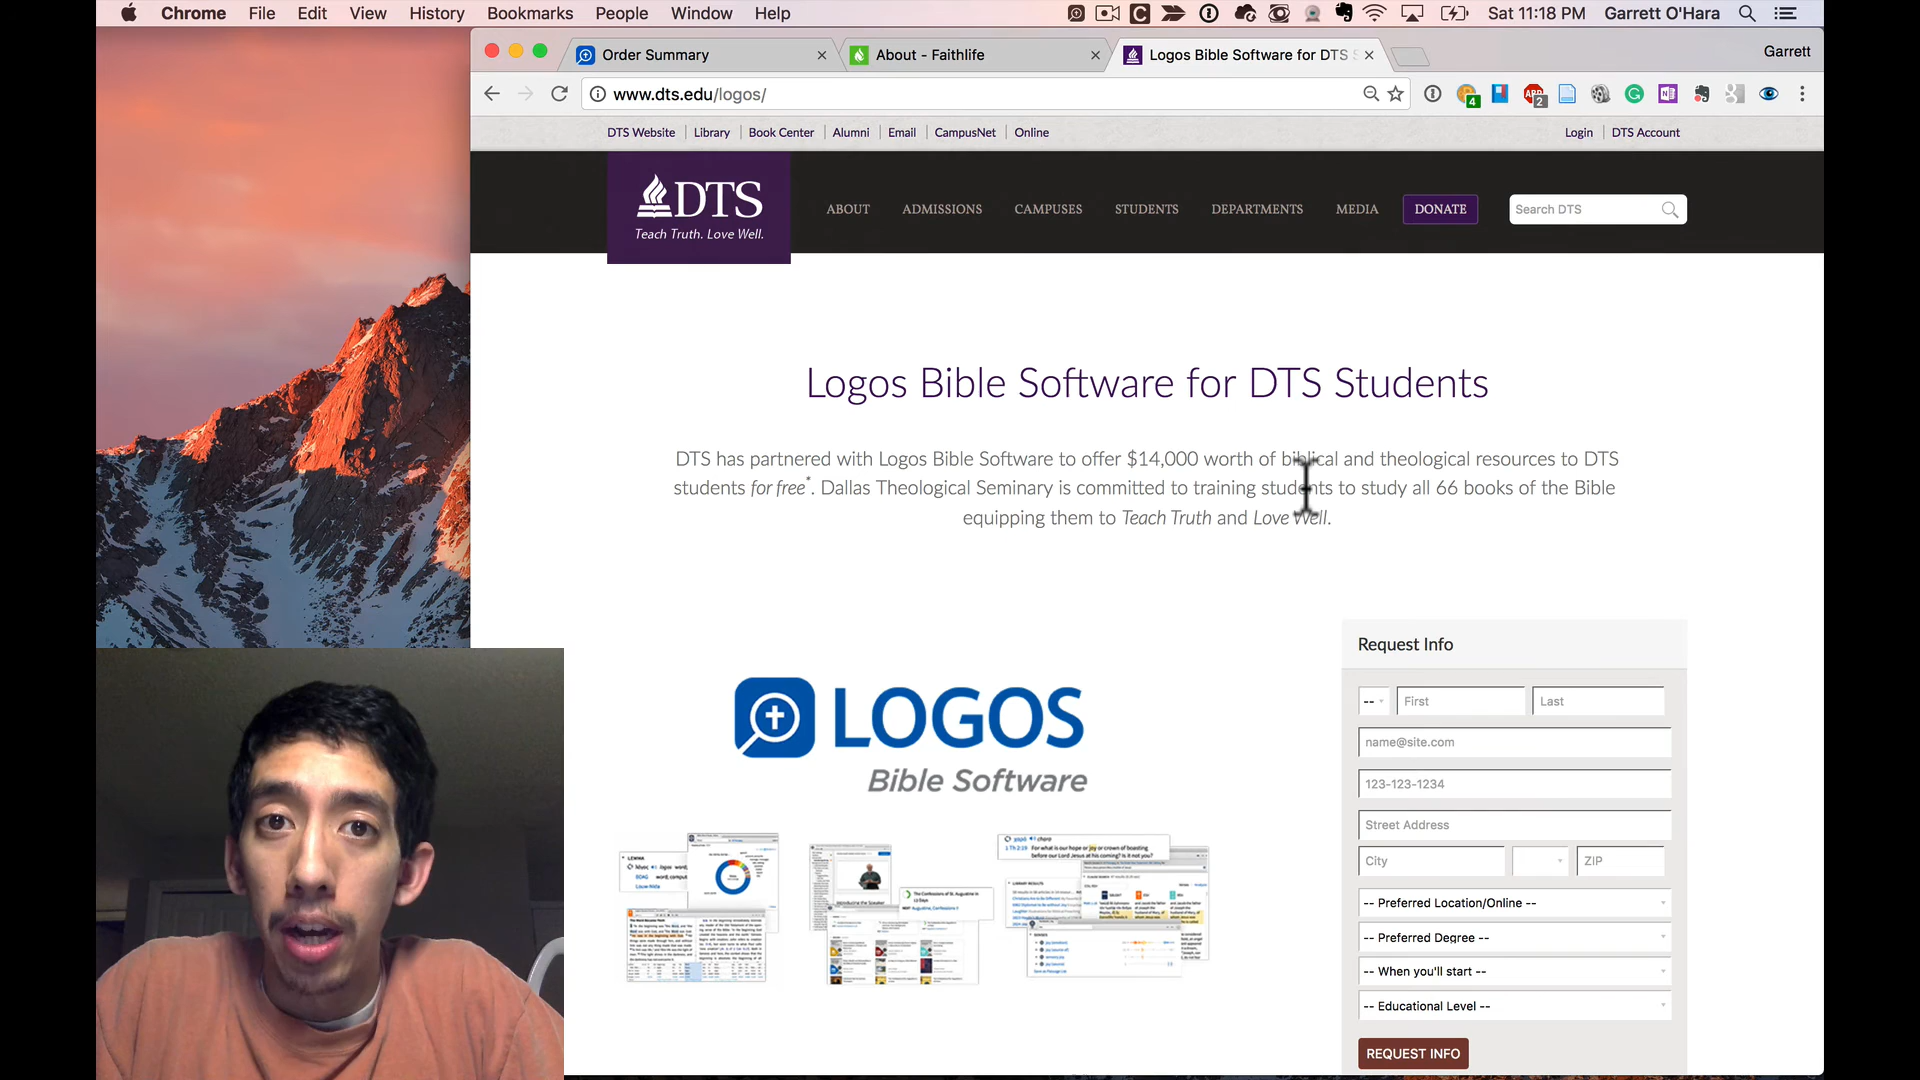 Chrome File Edit View History Bookmarks People Window Help Sat 11:18 PM Garrett O'Hara
Order Summary About - Faithlife Logos Bible Software for DTS Garrett
www.dts.edu/logos/
DTS Website Library Book Center Alumni Email CampusNet Online Login DTS Account
DTS
Teach Truth. Love Well.
ABOUT ADMISSIONS CAMPUSES STUDENTS DEPARTMENTS MEDIA DONATE Search DTS
Logos Bible Software for DTS Students
DTS has partnered with Logos Bible Software to offer $14,000 worth of biblical and theological resources to DTS
students for free*. Dallas Theological Seminary is committed to training students to study all 66 books of the Bible
equipping them to Teach Truth and Love Well.
LOGOS
Bible Software
Request Info
-- First Last
name@site.com
123-123-1234
Street Address
City ZIP
-- Preferred Location/Online --
-- Preferred Degree --
-- When you'll start --
-- Educational Level --
REQUEST INFO